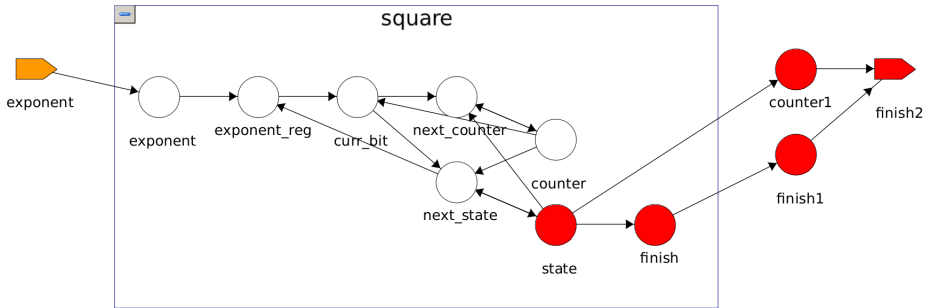 square
exponent
exponent
exponent_reg
curr_bit
next_counter
counter
next_state
state
finish
counter1
finish1
finish2